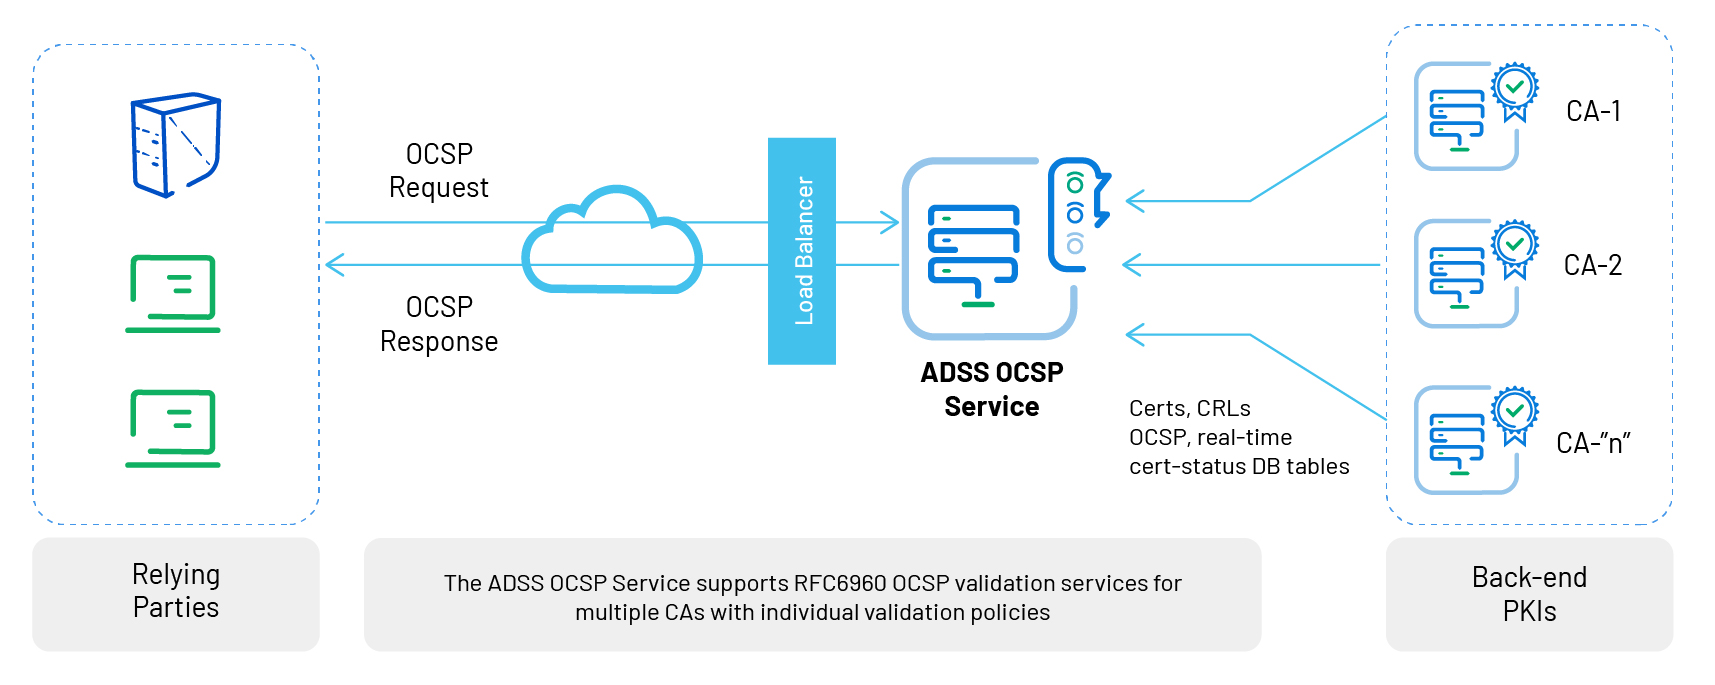 OCSP
Request
OCSP
Response
Load Balancer
ADSS OCSP
Service
Certs, CRLs
OCSP, real-time
cert-status DB tables
CA-1
CA-2
CA-”n”
Relying
Parties
The ADSS OCSP Service supports RFC6960 OCSP validation services for
multiple CAs with individual validation policies
Back-end
PKIs